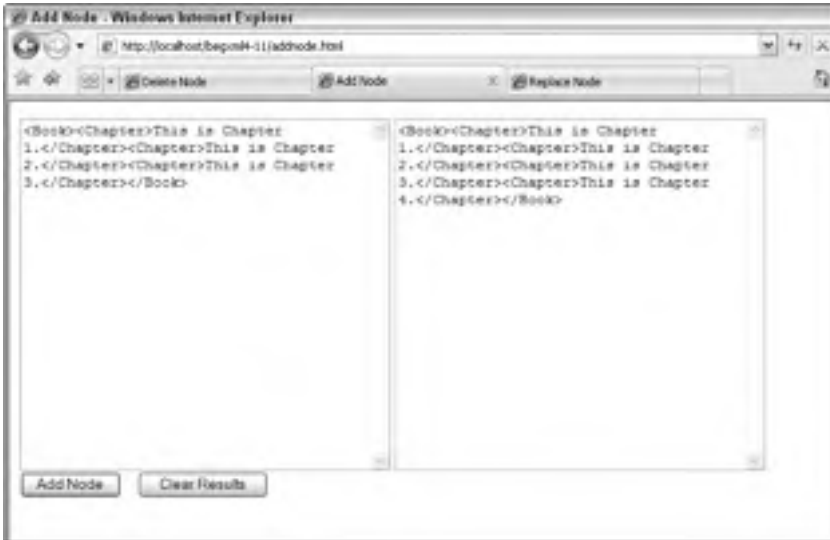 Add Node - Windows Internet Explorer
http://localhost/begxml4-11/addnode.html
Delete Node
Add Node
Replace Node
<Book><Chapter>This is Chapter
1.</Chapter><Chapter>This is Chapter
2.</Chapter><Chapter>This is Chapter
3.</Chapter></Book>
<Book><Chapter>This is Chapter
1.</Chapter><Chapter>This is Chapter
2.</Chapter><Chapter>This is Chapter
3.</Chapter><Chapter>This is Chapter
4.</Chapter></Book>
Add Node
Clear Results